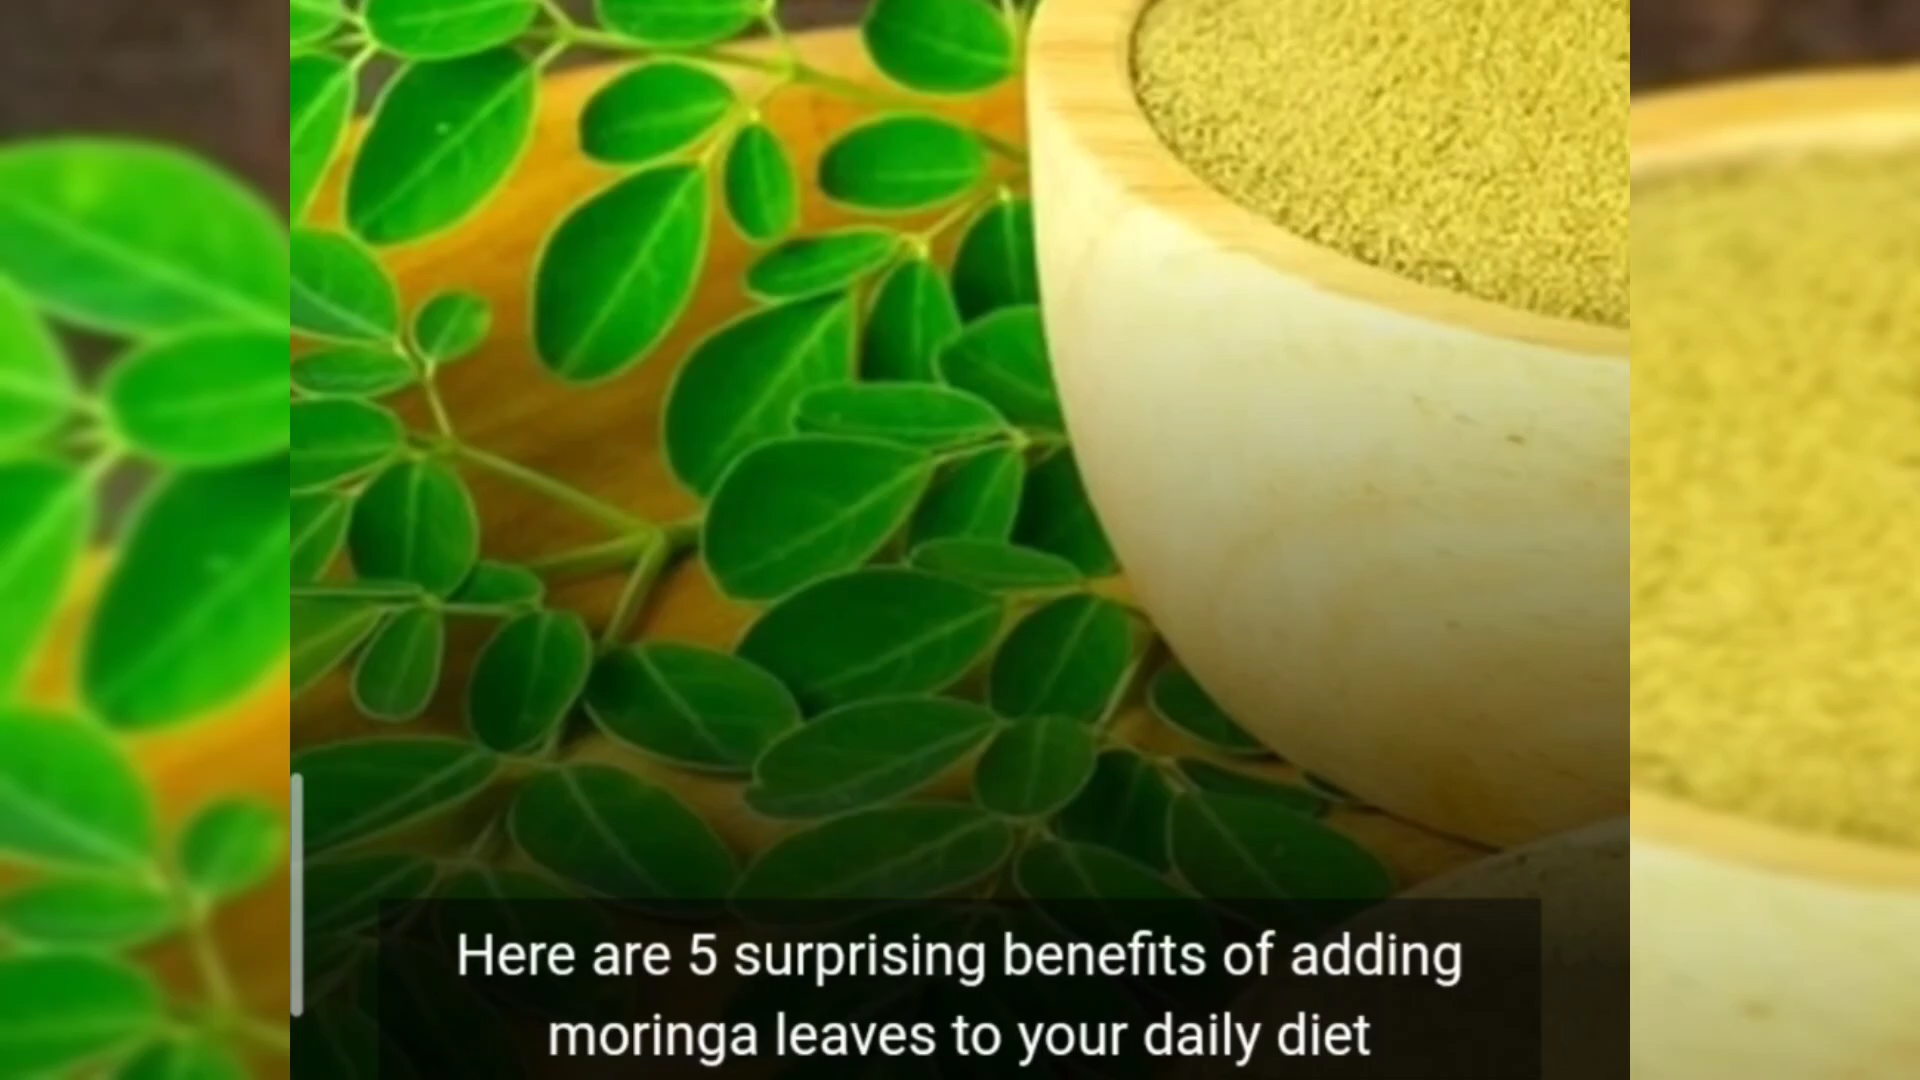 Here are 5 surprising benefits of adding
moringa leaves to your daily diet